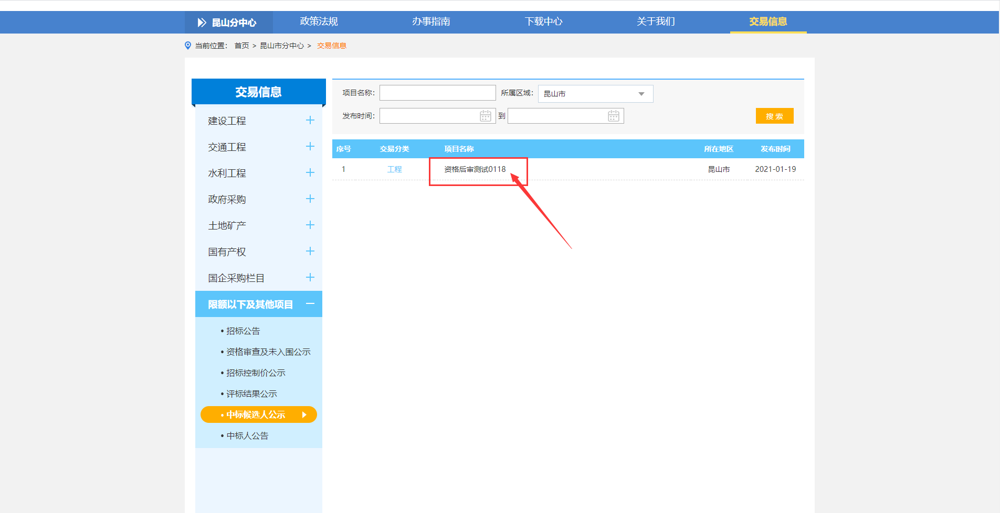 昆山分中心 政策法规 办事指南 下载中心 关于我们 交易信息
当前位置： 首页 > 昆山市分中心 > 交易信息
交易信息
建设工程
交通工程
水利工程
政府采购
土地矿产
国有产权
国企采购栏目
限额以下及其他项目
• 招标公告
• 资格审查及未入围公示
• 招标控制价公示
• 评标结果公示
• 中标候选人公示
• 中标人公告
项目名称： 所属区域： 昆山市
发布时间： 到 搜 索
序号 交易分类 项目名称 所在地区 发布时间
1 工程 资格后审测试0118 昆山市 2021-01-19